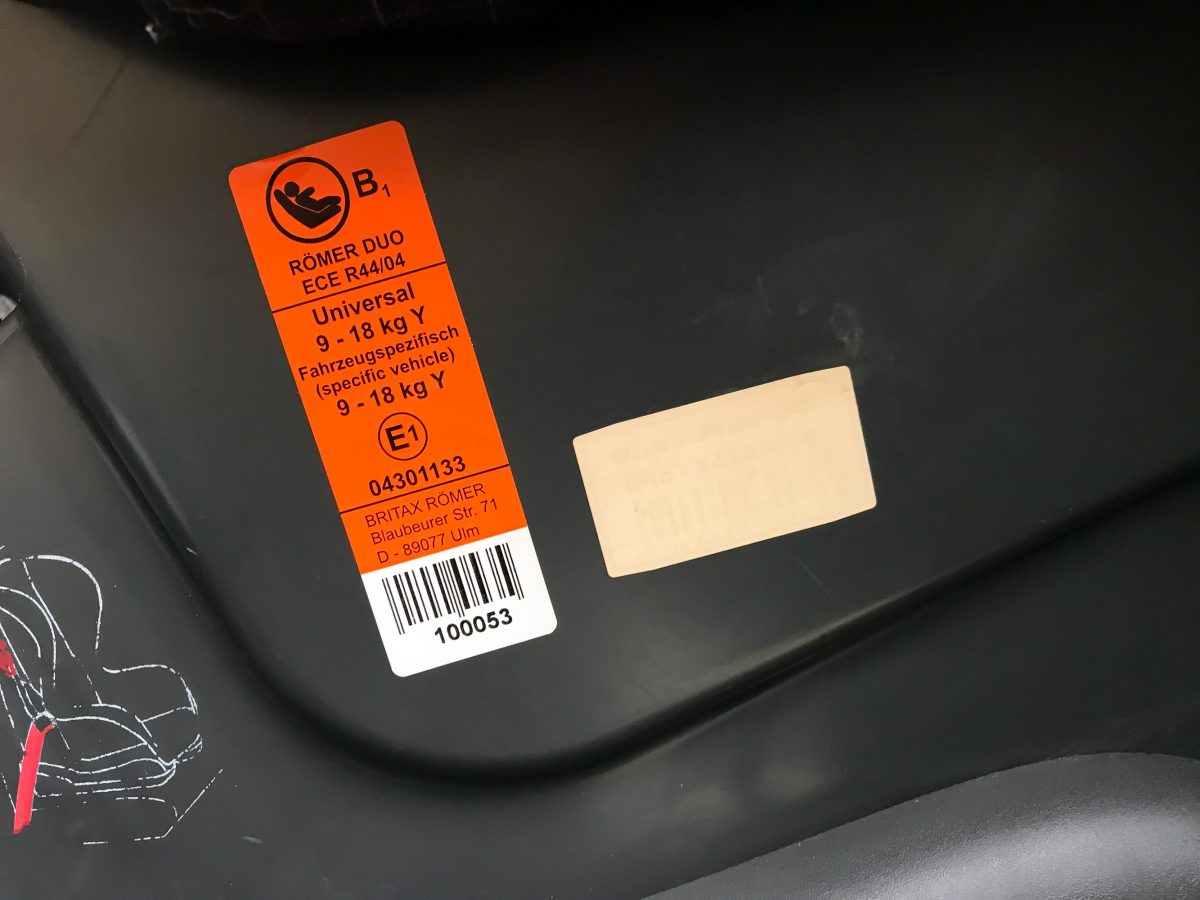 B1
RÖMER DUO
ECE R44/04
Universal
9 - 18 kg Y
Fahrzeugspezifisch
(specific vehicle)
9 - 18 kg Y
E1
04301133
BRITAX RÖMER
Blaubeurer Str. 71
D - 89077 Ulm
100053